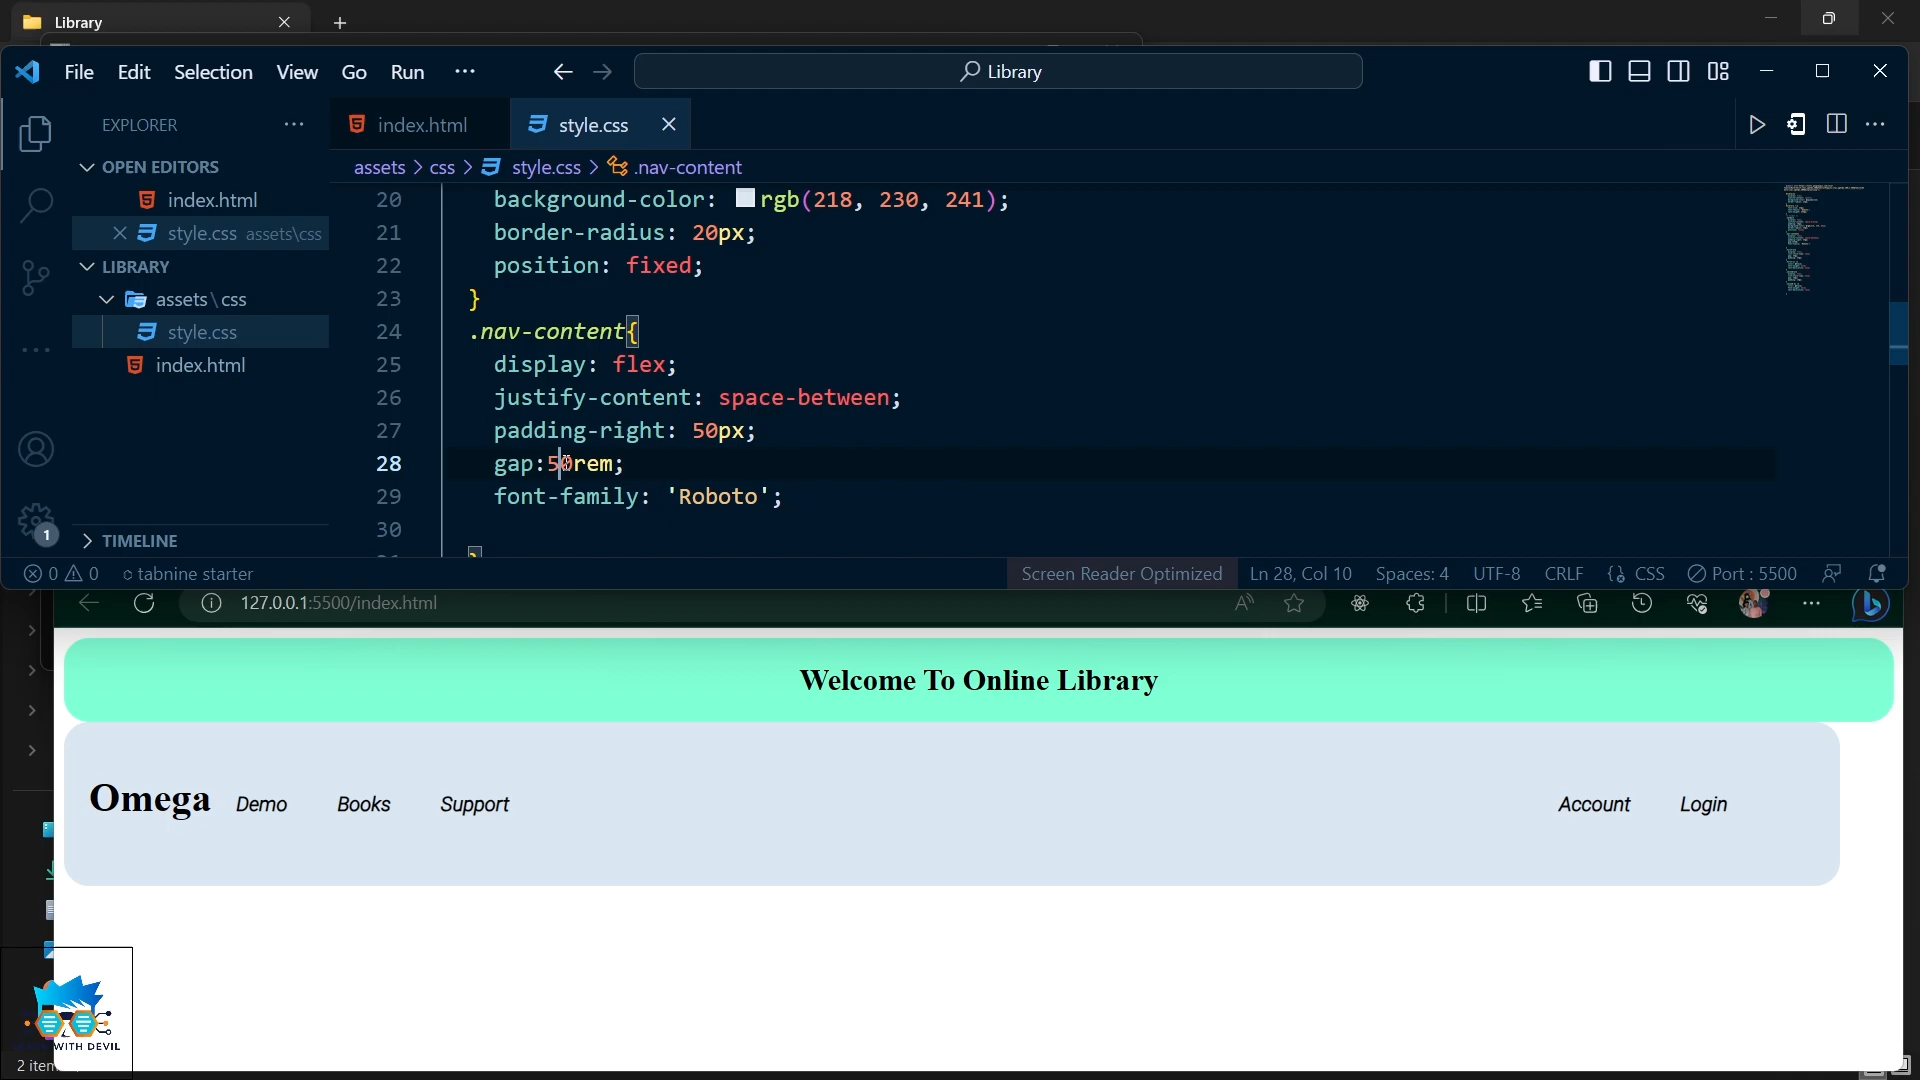 Library
File Edit Selection View Go Run ... Library
EXPLORER ... index.html style.css
OPEN EDITORS
assets > css > style.css > .nav-content
index.html
style.css assets\css
LIBRARY
assets\css
style.css
index.html
TIMELINE
20 background-color: rgb(218, 230, 241);
21 border-radius: 20px;
22 position: fixed;
23 }
24 .nav-content{
25 display: flex;
26 justify-content: space-between;
27 padding-right: 50px;
28 gap:50rem;
29 font-family: 'Roboto';
30
1
0 0 tabnine starter Screen Reader Optimized Ln 28, Col 10 Spaces: 4 UTF-8 CRLF {} CSS Port : 5500
127.0.0.1:5500/index.html
Welcome To Online Library
Omega Demo Books Support Account Login
WITH DEVIL
2 item